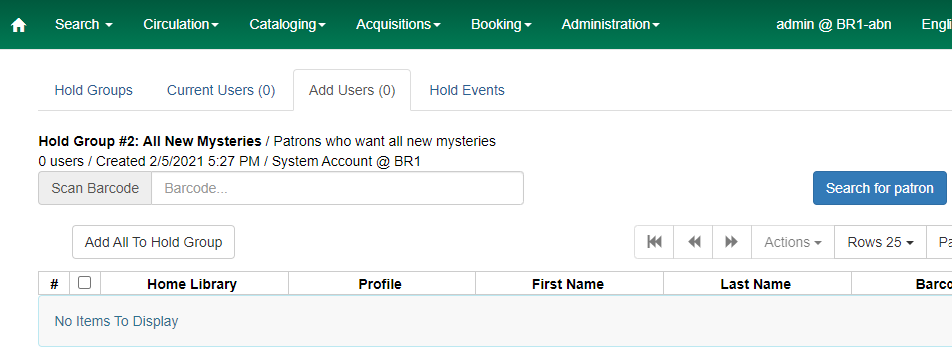 Search Circulation Cataloging Acquisitions Booking Administration admin @ BR1-abn Engli
Hold Groups Current Users (0) Add Users (0) Hold Events
Hold Group #2: All New Mysteries / Patrons who want all new mysteries
0 users / Created 2/5/2021 5:27 PM / System Account @ BR1
Scan Barcode Barcode... Search for patron
Add All To Hold Group Actions Rows 25 Pa
# Home Library Profile First Name Last Name Barco
No Items To Display